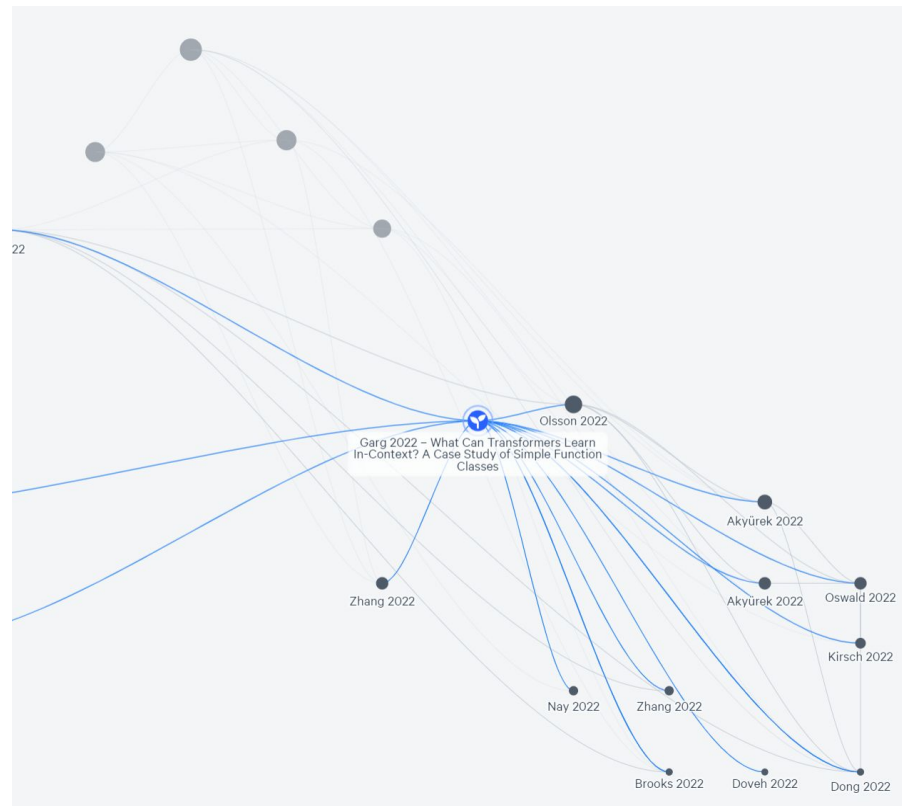 22
Olsson 2022
Garg 2022 – What Can Transformers Learn
In-Context? A Case Study of Simple Function
Classes
Akyürek 2022
Zhang 2022
Akyürek 2022
Oswald 2022
Kirsch 2022
Nay 2022
Zhang 2022
Brooks 2022
Doveh 2022
Dong 2022